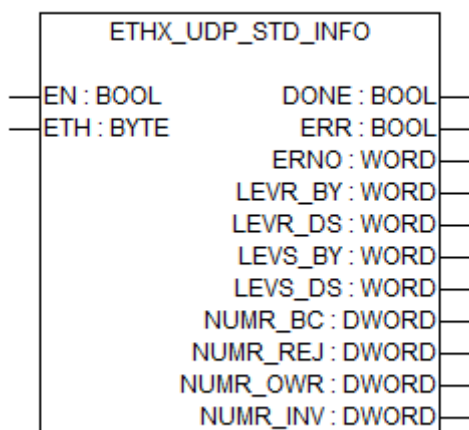 ETHX_UDP_STD_INFO
EN : BOOL DONE : BOOL
ETH : BYTE ERR : BOOL
ERNO : WORD
LEVR_BY : WORD
LEVR_DS : WORD
LEVS_BY : WORD
LEVS_DS : WORD
NUMR_BC : DWORD
NUMR_REJ : DWORD
NUMR_OWR : DWORD
NUMR_INV : DWORD